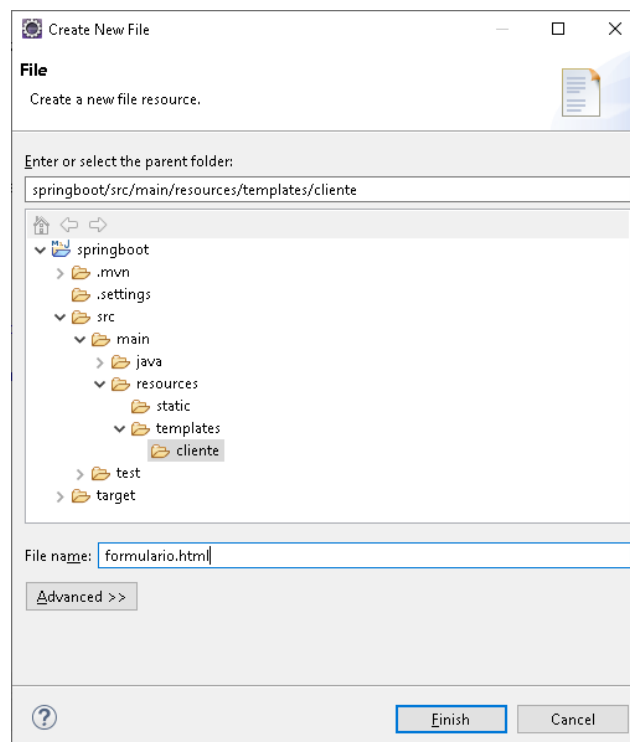 Create New File
File
Create a new file resource.
Enter or select the parent folder:
springboot/src/main/resources/templates/cliente
springboot
.mvn
.settings
src
main
java
resources
static
templates
cliente
test
target
File name: formulario.html
Advanced >>
Finish Cancel